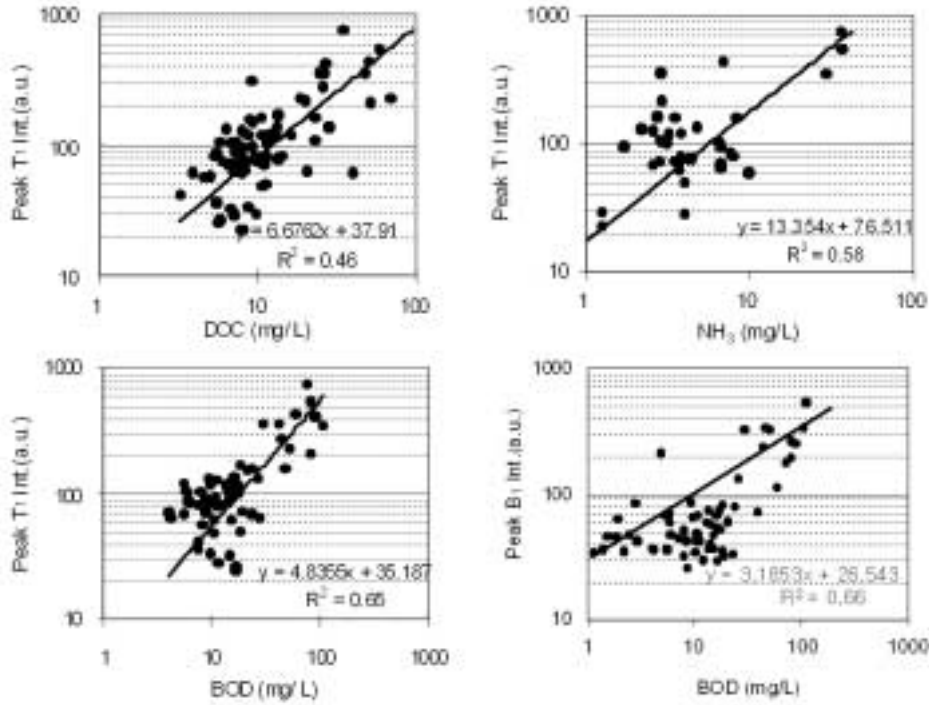 1000
100
10
Peak T1 Int.(a.u.)
y = 6.6762x + 37.91
R² = 0.46
1 10 100
DOC (mg/L)
1000
100
10
Peak T1 Int.(a.u.)
y = 13.354x + 76.511
R² = 0.58
1 10 100
NH3 (mg/L)
1000
100
10
Peak T1 Int.(a.u.)
y = 4.8355x + 35.187
R² = 0.65
1 10 100 1000
BOD (mg/L)
1000
100
10
Peak B1 Int.(a.u.)
y = 3.1853x + 26.543
R² = 0.66
1 10 100 1000
BOD (mg/L)